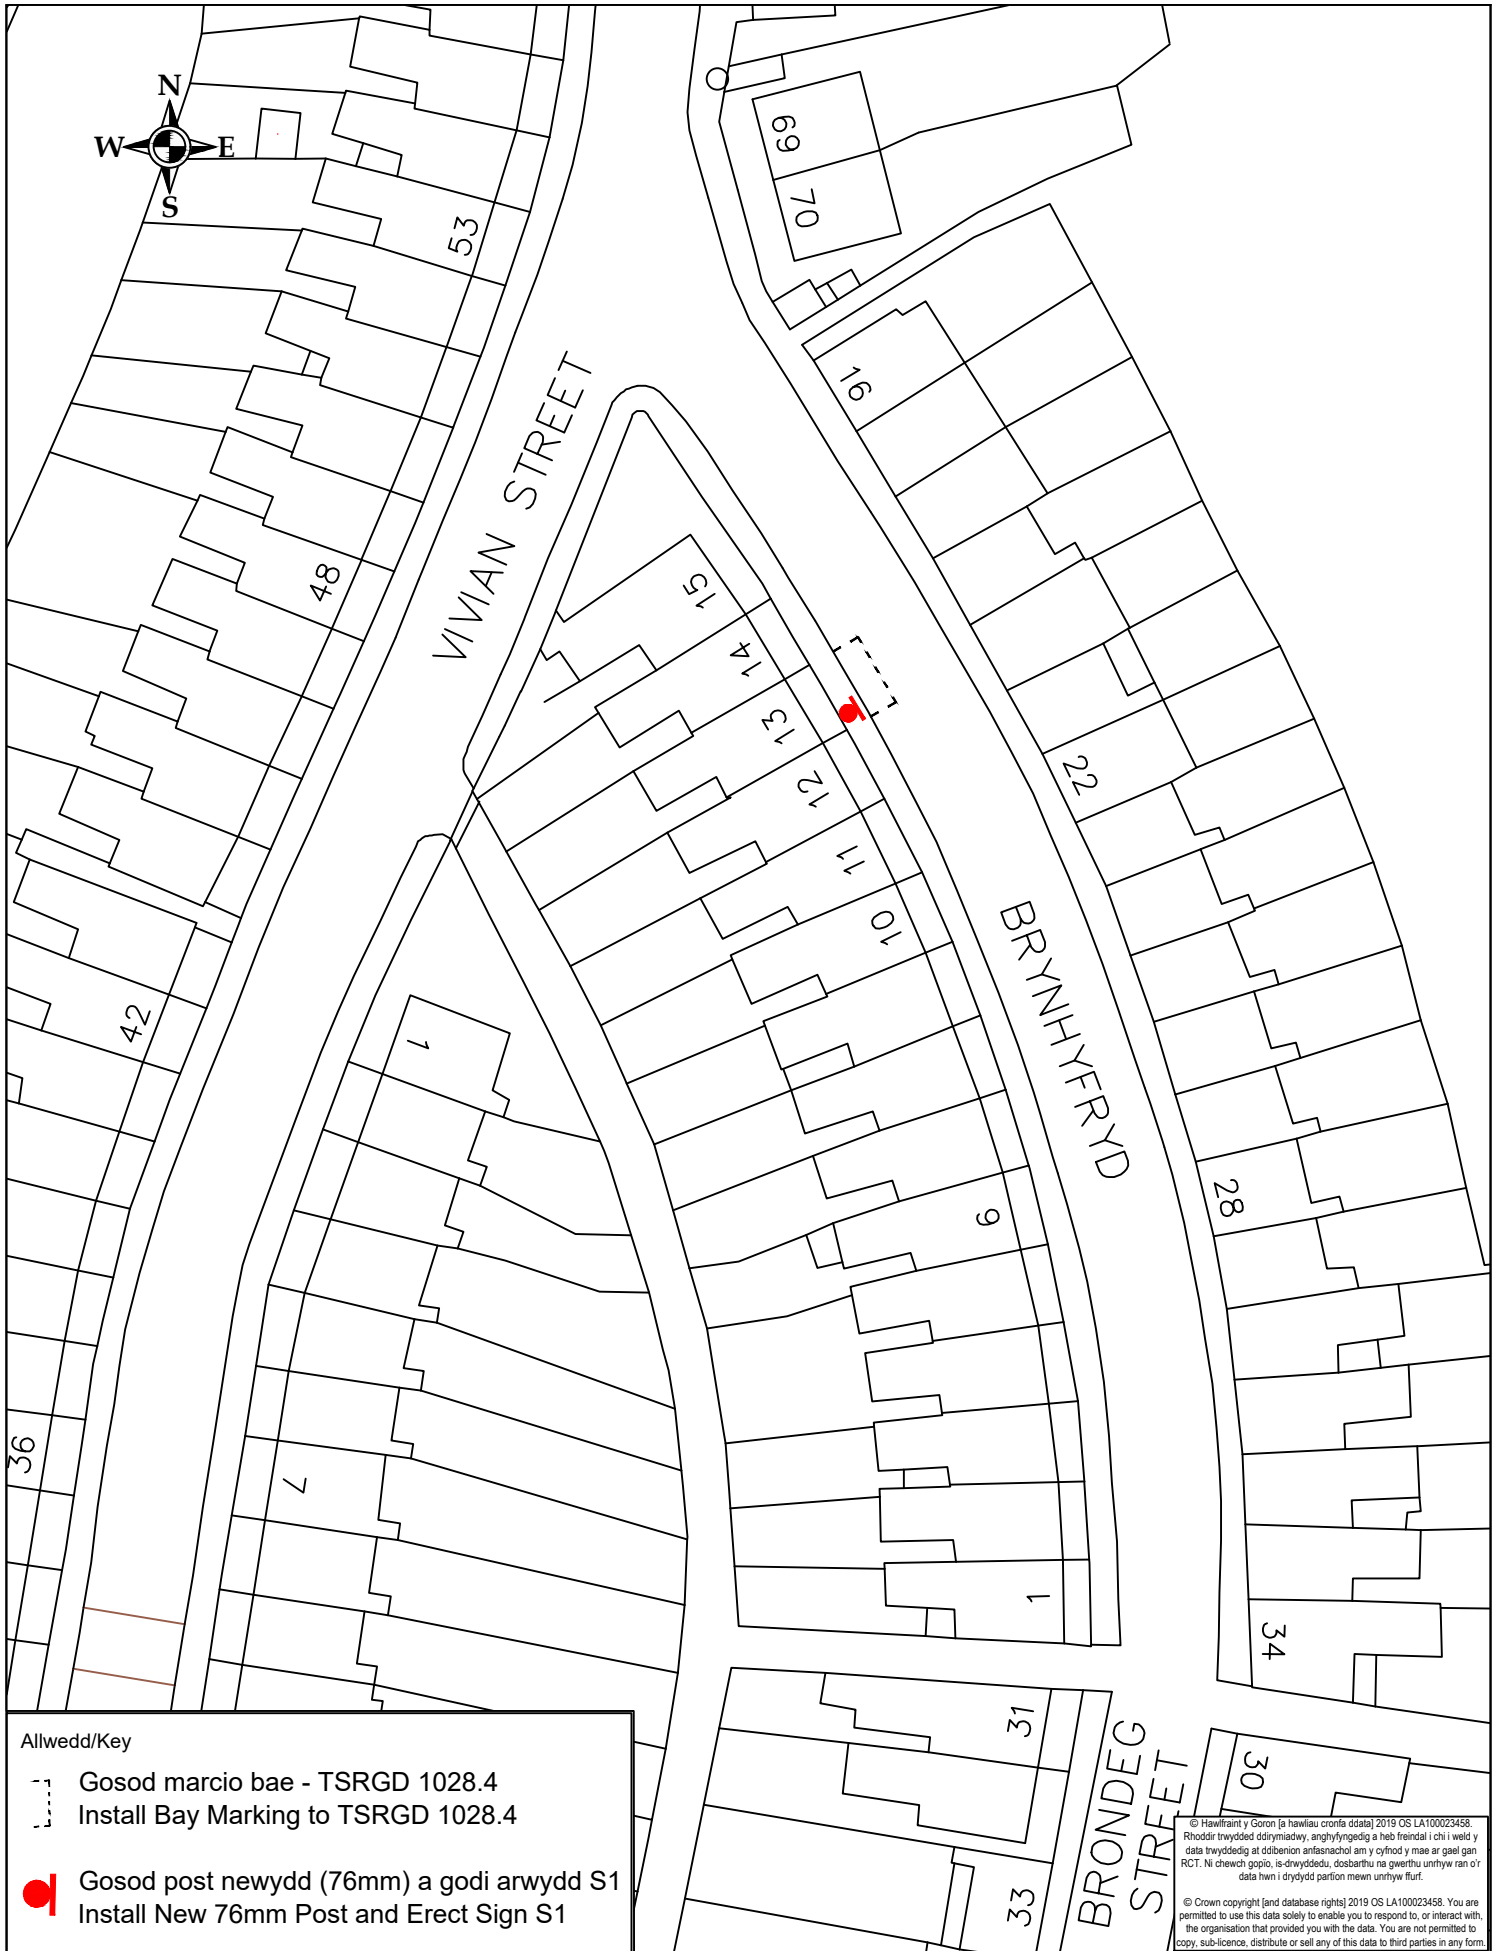 N
W E
S
69
70
53
16
VIVIAN STREET
48
15
14
13
12
11
10
22
BRYNHYFRYD
42
1
9
28
36
7
1
34
31
30
33
BRONDEG
STREET
Allwedd/Key
Gosod marcio bae - TSRGD 1028.4
Install Bay Marking to TSRGD 1028.4
Gosod post newydd (76mm) a godi arwydd S1
Install New 76mm Post and Erect Sign S1
© Hawlfraint y Goron [a hawliau cronfa ddata] 2019 OS LA100023458.
Rhoddir trwydded ddirymiadwy, anghyfyngedig a heb freindal i chi i weld y
data trwyddedig at ddibenion anfasnachol am y cyfnod y mae ar gael gan
RCT. Ni chewch gopïo, is-drwyddedu, dosbarthu na gwerthu unrhyw ran o'r
data hwn i drydydd partïon mewn unrhyw ffurf.
© Crown copyright [and database rights] 2019 OS LA100023458. You are
permitted to use this data solely to enable you to respond to, or interact with,
the organisation that provided you with the data. You are not permitted to
copy, sub-licence, distribute or sell any of this data to third parties in any form.